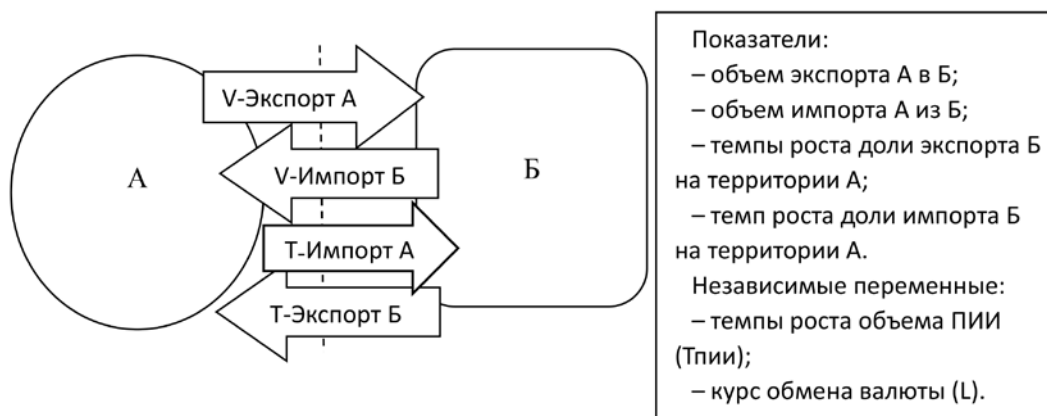 А
V-Экспорт А
V-Импорт Б
T-Импорт А
T-Экспорт Б
Б
Показатели:
– объем экспорта А в Б;
– объем импорта А из Б;
– темпы роста доли экспорта Б
на территории А;
– темп роста доли импорта Б
на территории А.
Независимые переменные:
– темпы роста объема ПИИ
(Тпии);
– курс обмена валюты (L).